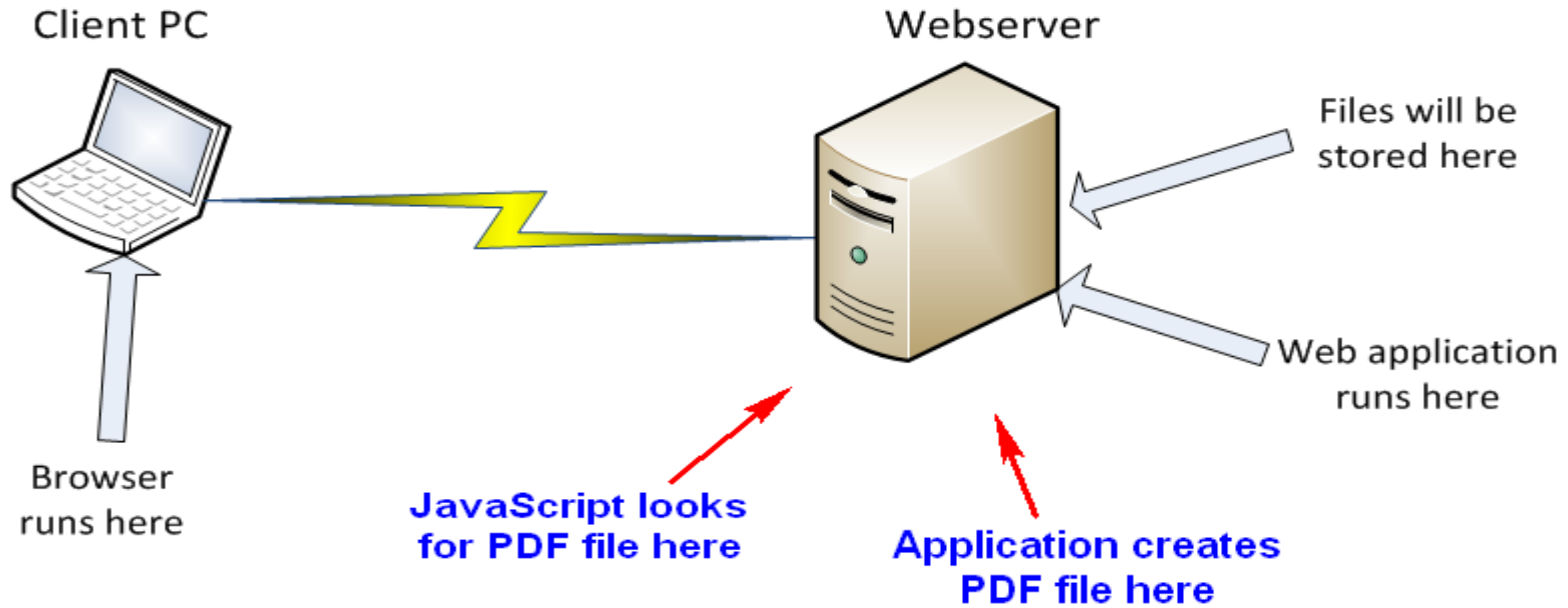 Client PC
Webserver
Files will be
stored here
Web application
runs here
Browser
runs here
JavaScript looks
for PDF file here
Application creates
PDF file here